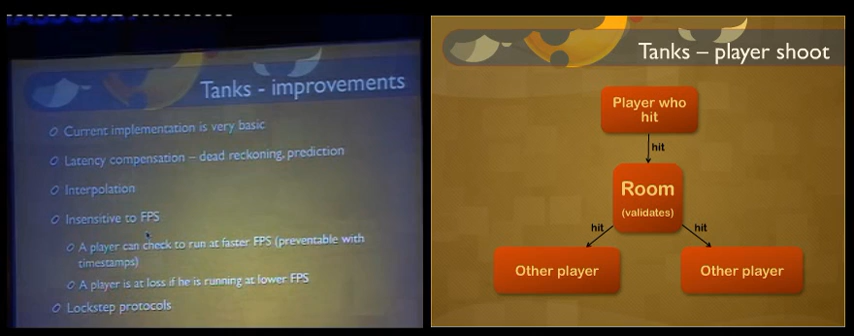 Tanks - improvements
Current implementation is very basic
Latency compensation – dead reckoning, prediction
Interpolation
Insensitive to FPS
A player can check to run at faster FPS (preventable with
timestamps)
A player is at loss if he is running at lower FPS
Lockstep protocols
Tanks – player shoot
Player who
hit
hit
Room
(validates)
hit
hit
Other player
Other player